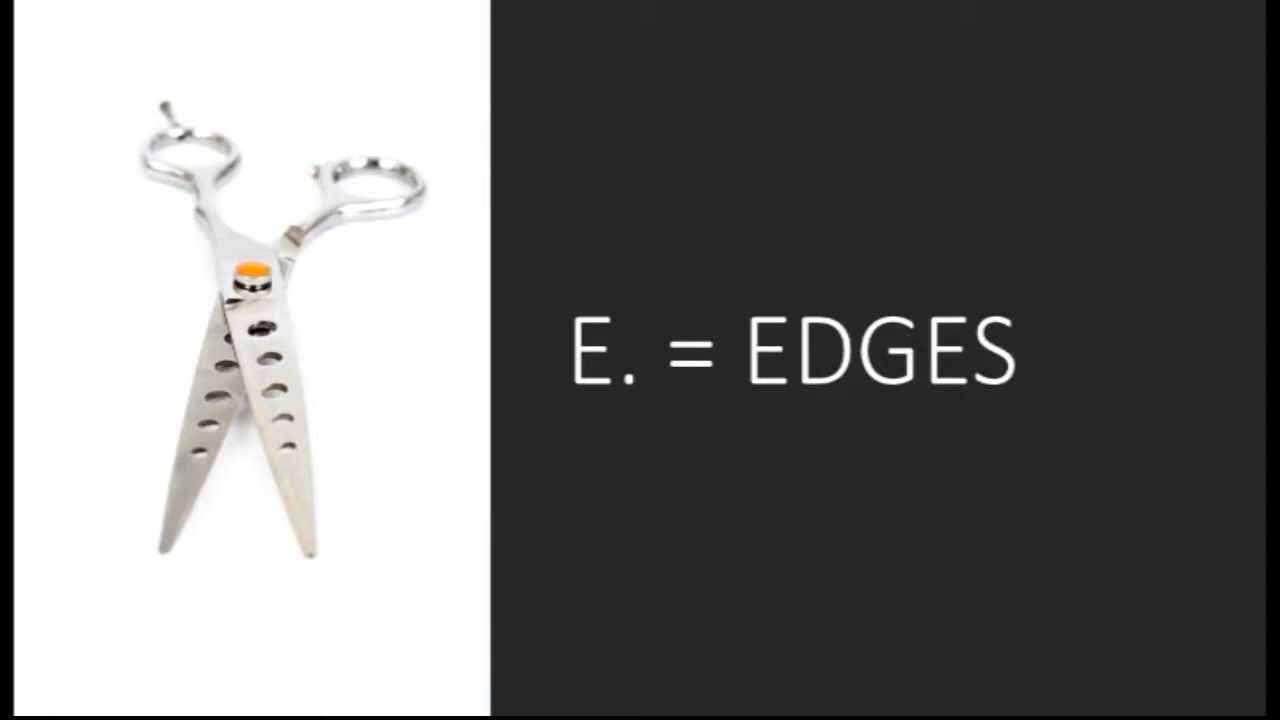 E. = EDGES